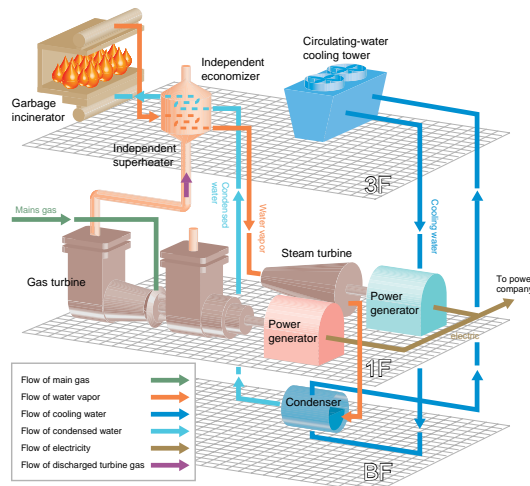 Independent
economizer
Circulating-water
cooling tower
Garbage
incinerator
Independent
superheater
3F
Condensed
water
Water vapor
Cooling water
Mains gas
Steam turbine
Gas turbine
To power
company
Power
generator
Power
generator
electric
1F
Flow of main gas
Flow of water vapor
Flow of cooling water
Flow of condensed water
Flow of electricity
Flow of discharged turbine gas
Condenser
BF